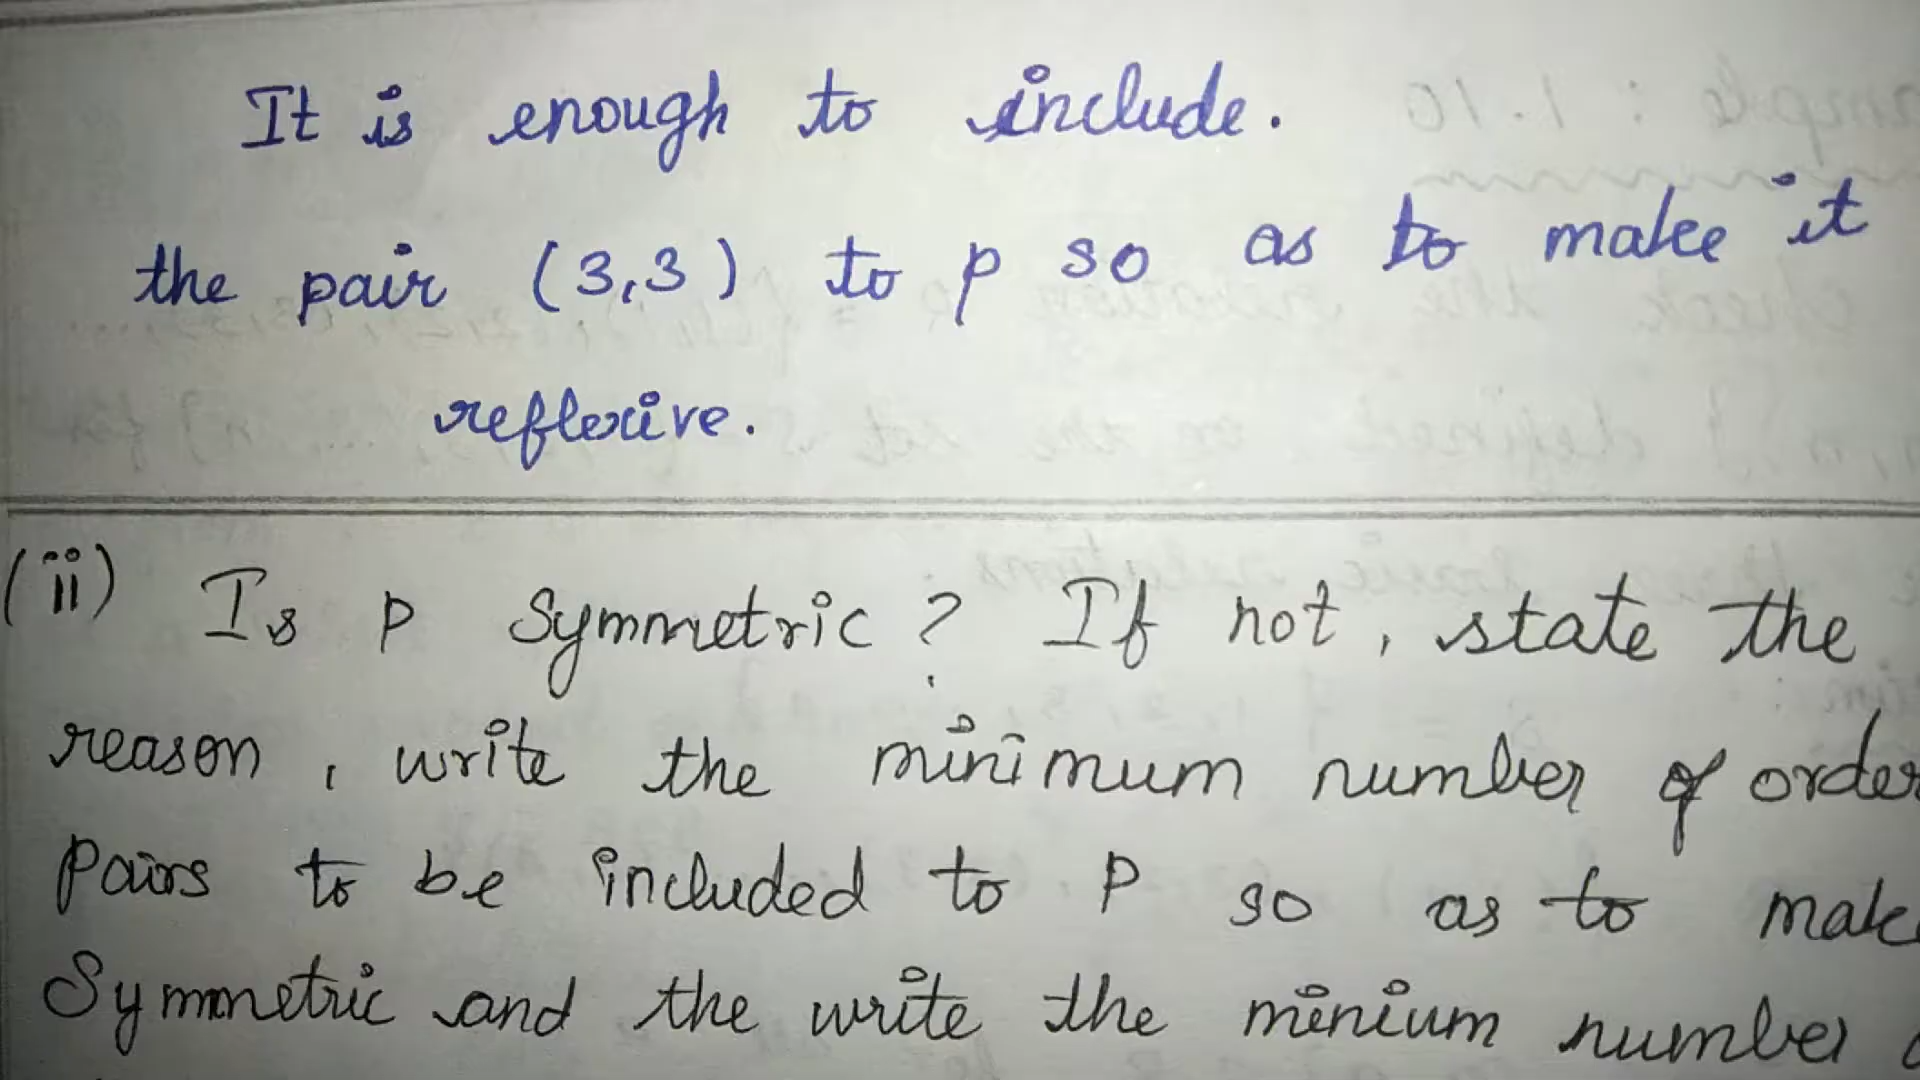 It is enough to include.
the pair (3,3) to p so as to make it
reflexive.
(ii) Is P Symmetric? If not, state the
reason, write the minimum number of order
pairs to be included to P so as to make
Symmetric and the write the minium number